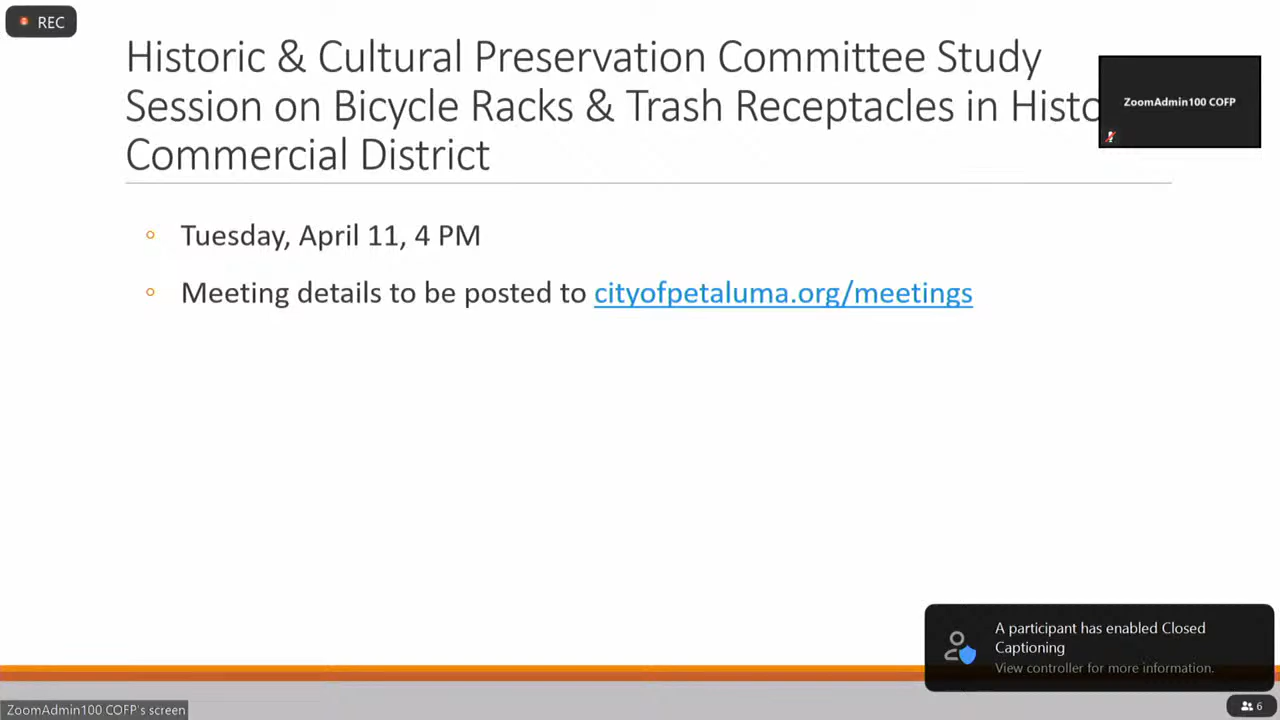 REC
Historic & Cultural Preservation Committee Study
Session on Bicycle Racks & Trash Receptacles in Histo
Commercial District
ZoomAdmin100 COFP
Tuesday, April 11, 4 PM
Meeting details to be posted to cityofpetaluma.org/meetings
A participant has enabled Closed
Captioning
View controller for more information.
ZoomAdmin100 COFP's screen
6